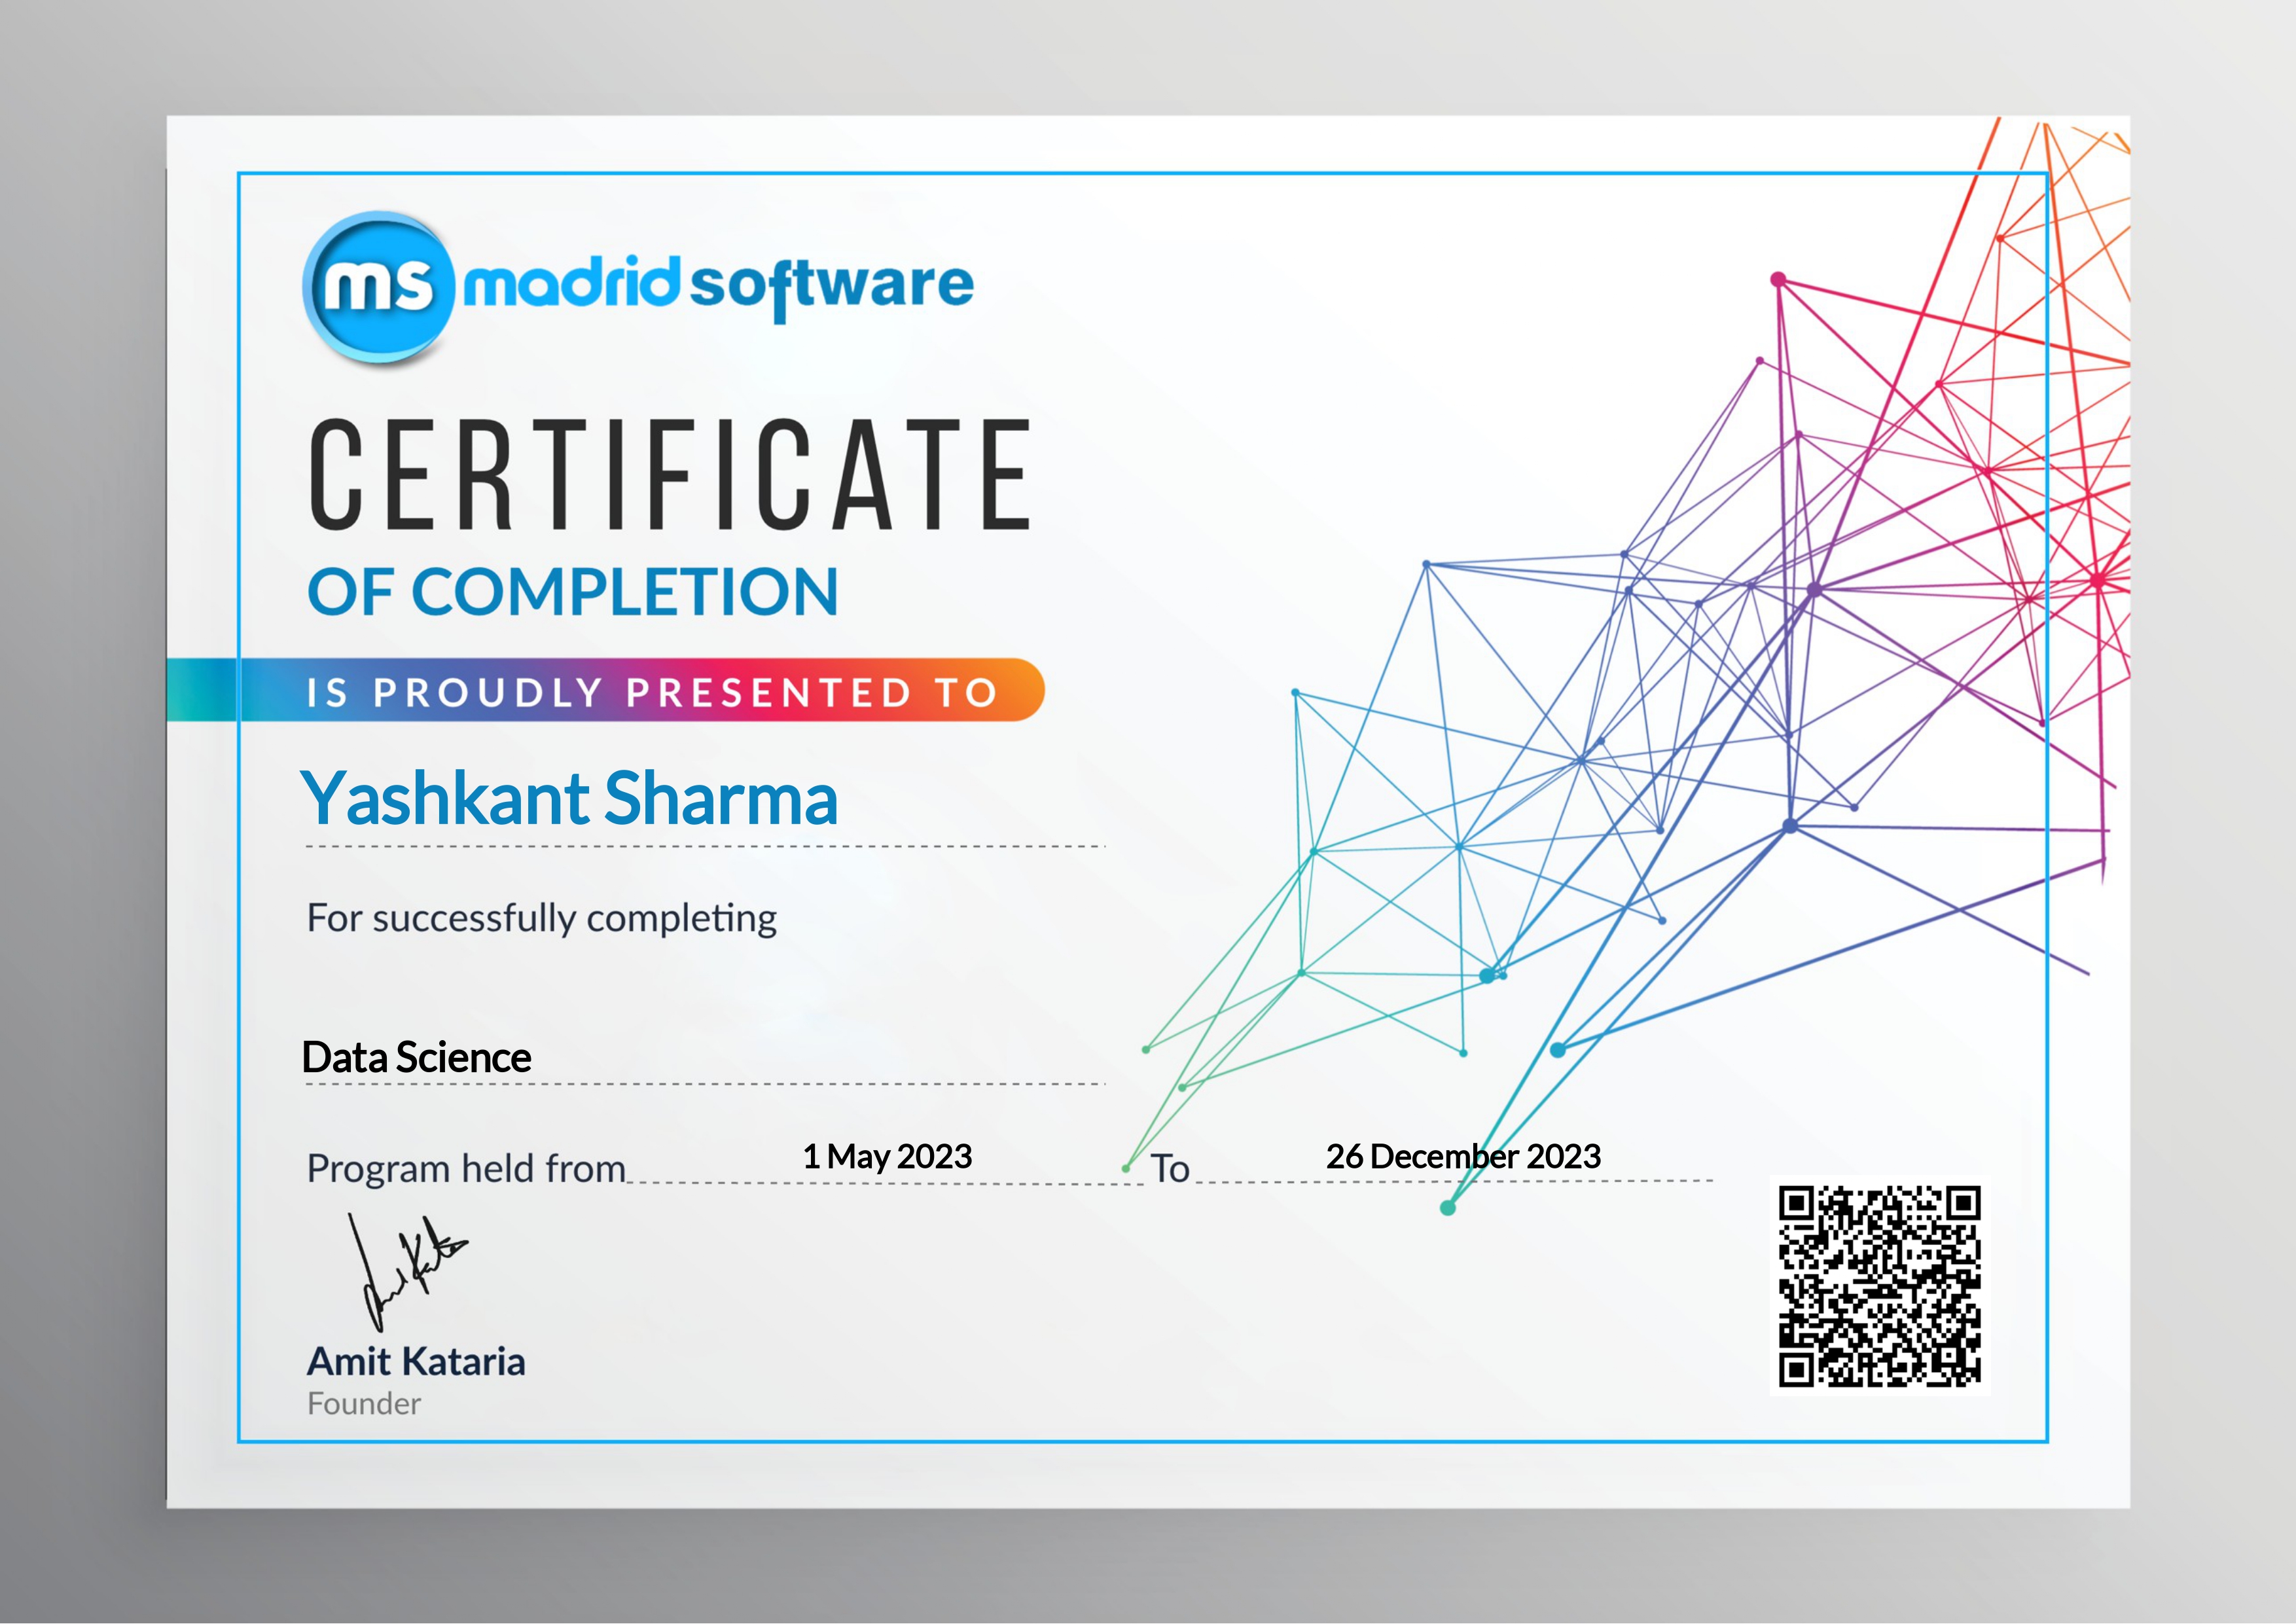 ms madrid software
CERTIFICATE
OF COMPLETION
IS PROUDLY PRESENTED TO
Yashkant Sharma
For successfully completing
Data Science
Program held from 1 May 2023 To 26 December 2023
Amit Kataria
Founder